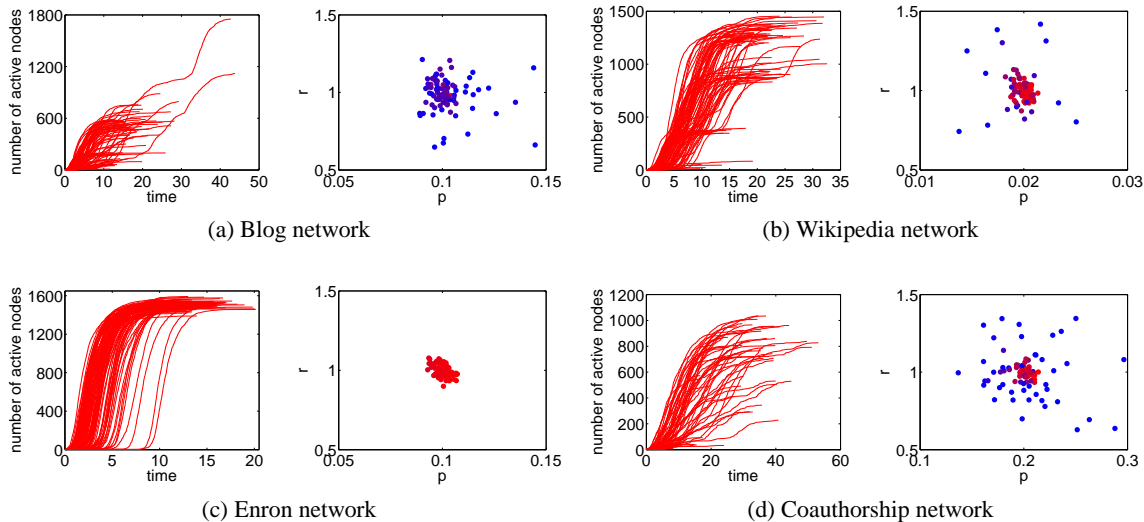 number of active nodes
1800
1200
600
0
0 10 20 30 40 50
time
r
1.5
1
0.5
0.05 0.1 0.15
p
(a) Blog network
number of active nodes
1500
1200
900
600
300
0
0 5 10 15 20 25 30 35
time
r
1.5
1
0.5
0.01 0.02 0.03
p
(b) Wikipedia network
number of active nodes
1600
1200
800
400
0
0 5 10 15 20
time
r
1.5
1
0.5
0.05 0.1 0.15
p
(c) Enron network
number of active nodes
1200
1000
800
600
400
200
0
0 20 40 60
time
r
1.5
1
0.5
0.1 0.2 0.3
p
(d) Coauthorship network